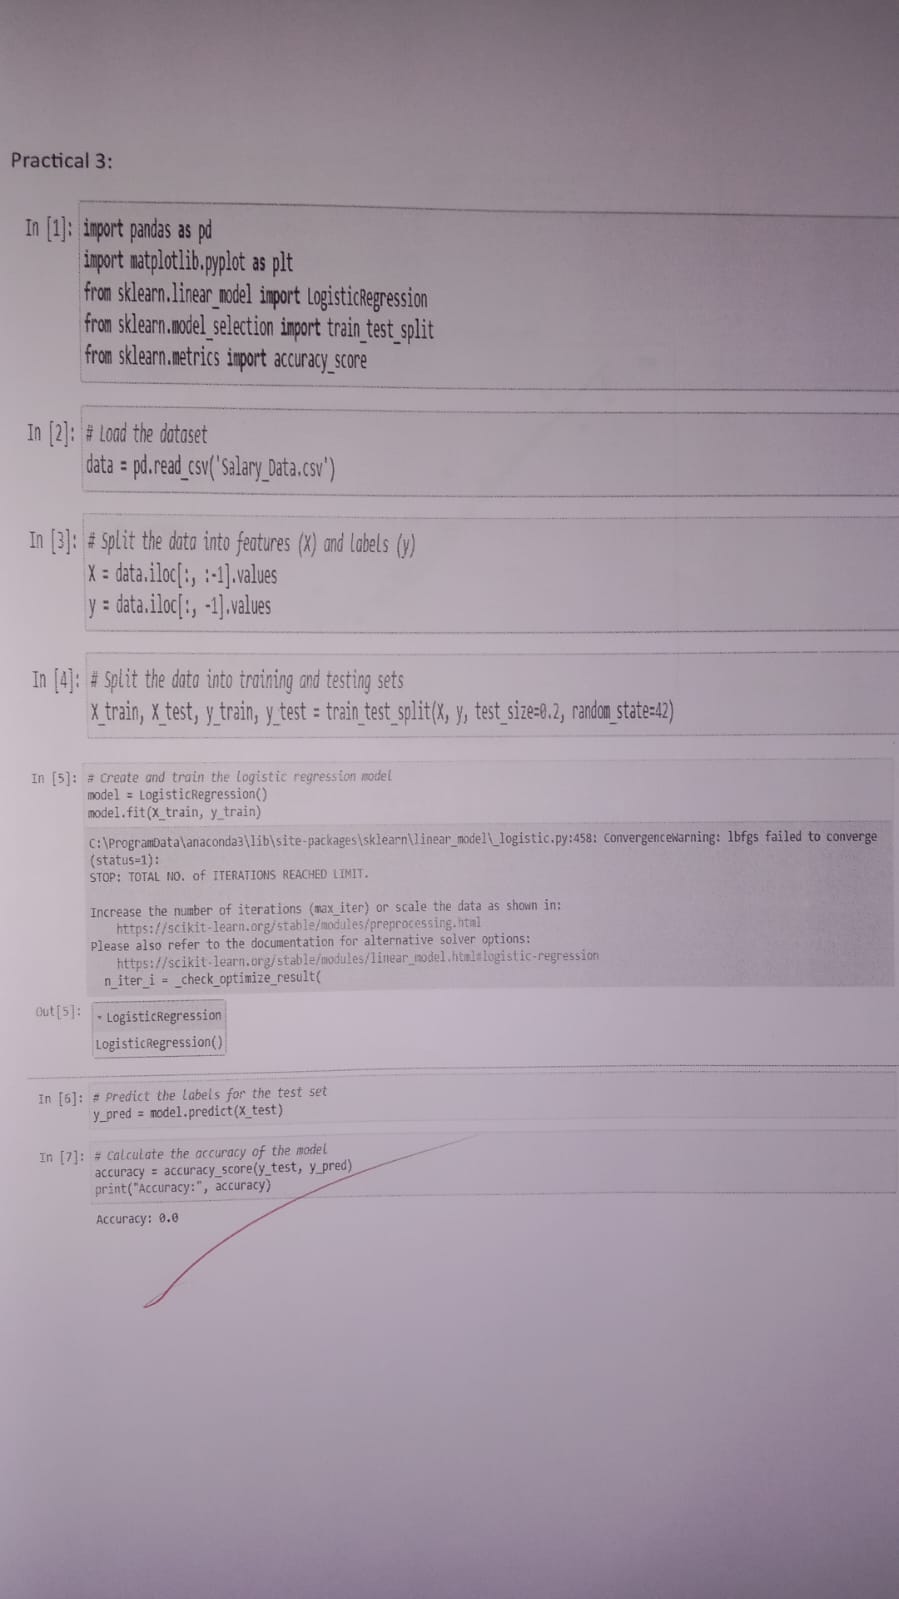 Practical 3:
In [1]: import pandas as pd
import matplotlib.pyplot as plt
from sklearn.linear_model import LogisticRegression
from sklearn.model_selection import train_test_split
from sklearn.metrics import accuracy_score
In [2]: # Load the dataset
data = pd.read_csv('Salary_Data.csv')
In [3]: # Split the data into features (X) and labels (y)
X = data.iloc[:, :-1].values
y = data.iloc[:, -1].values
In [4]: # Split the data into training and testing sets
X_train, X_test, y_train, y_test = train_test_split(X, y, test_size=0.2, random_state=42)
In [5]: # Create and train the logistic regression model
model = LogisticRegression()
model.fit(X_train, y_train)
C:\ProgramData\anaconda3\lib\site-packages\sklearn\linear_model\_logistic.py:458: ConvergenceWarning: lbfgs failed to converge
(status=1):
STOP: TOTAL NO. of ITERATIONS REACHED LIMIT.
Increase the number of iterations (max_iter) or scale the data as shown in:
https://scikit-learn.org/stable/modules/preprocessing.html
Please also refer to the documentation for alternative solver options:
https://scikit-learn.org/stable/modules/linear_model.html#logistic-regression
n_iter_i = _check_optimize_result(
Out[5]: ▾ LogisticRegression
LogisticRegression()
In [6]: # Predict the labels for the test set
y_pred = model.predict(X_test)
In [7]: # Calculate the accuracy of the model
accuracy = accuracy_score(y_test, y_pred)
print("Accuracy:", accuracy)
Accuracy: 0.0